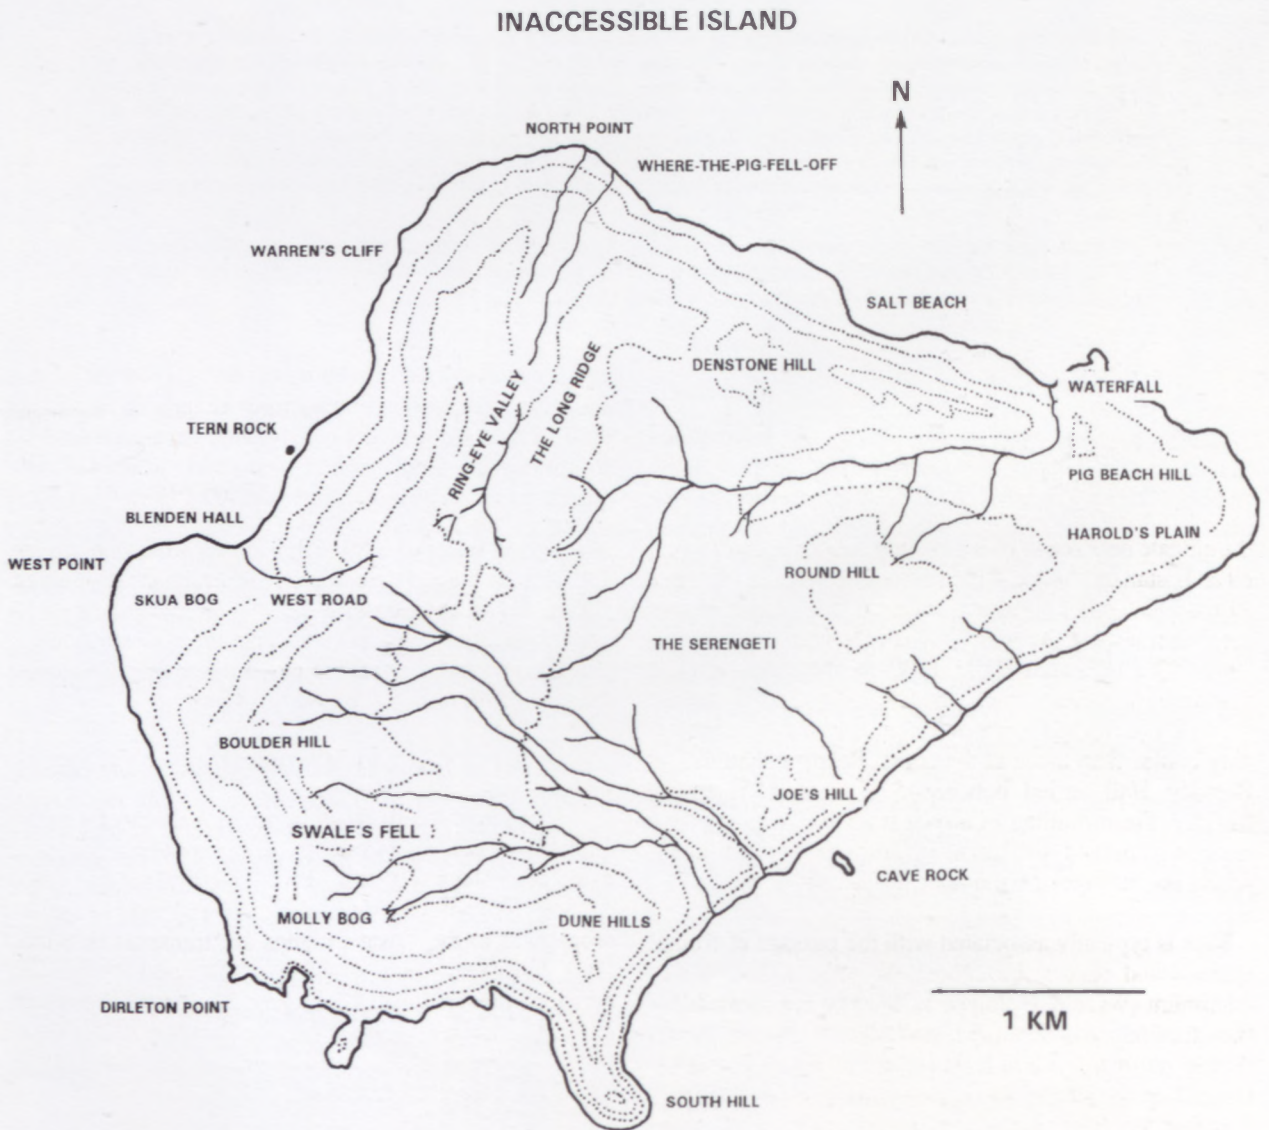 INACCESSIBLE ISLAND
N
NORTH POINT
WHERE-THE-PIG-FELL-OFF
WARREN'S CLIFF
SALT BEACH
DENSTONE HILL
WATERFALL
RING-EYE VALLEY
THE LONG RIDGE
TERN ROCK
PIG BEACH HILL
BLENDEN HALL
HAROLD'S PLAIN
WEST POINT
ROUND HILL
SKUA BOG
WEST ROAD
THE SERENGETI
BOULDER HILL
JOE'S HILL
SWALE'S FELL
CAVE ROCK
MOLLY BOG
DUNE HILLS
DIRLETON POINT
1 KM
SOUTH HILL